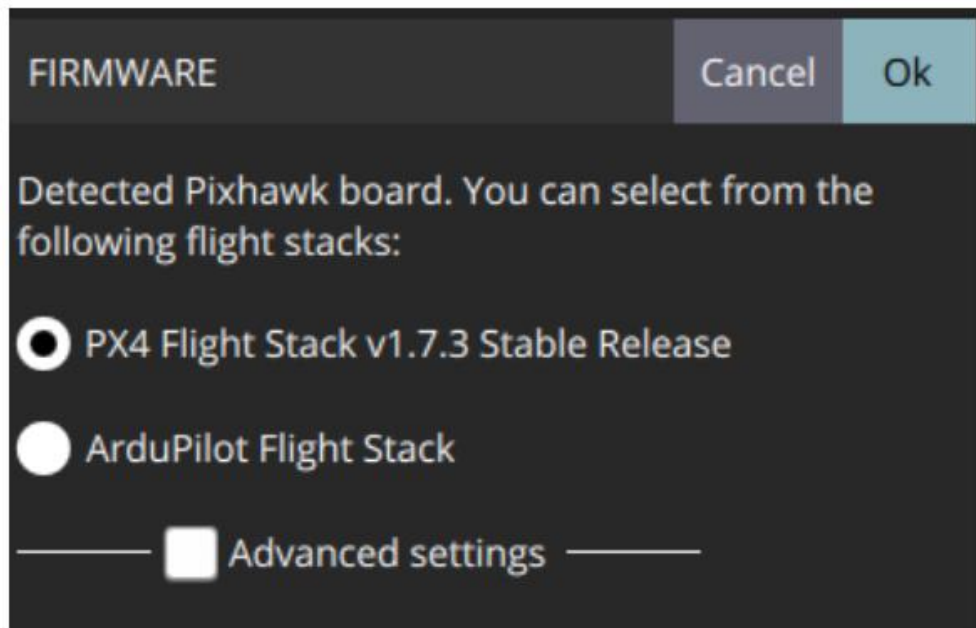 FIRMWARE
Cancel
Ok
Detected Pixhawk board. You can select from the
following flight stacks:
PX4 Flight Stack v1.7.3 Stable Release
ArduPilot Flight Stack
Advanced settings